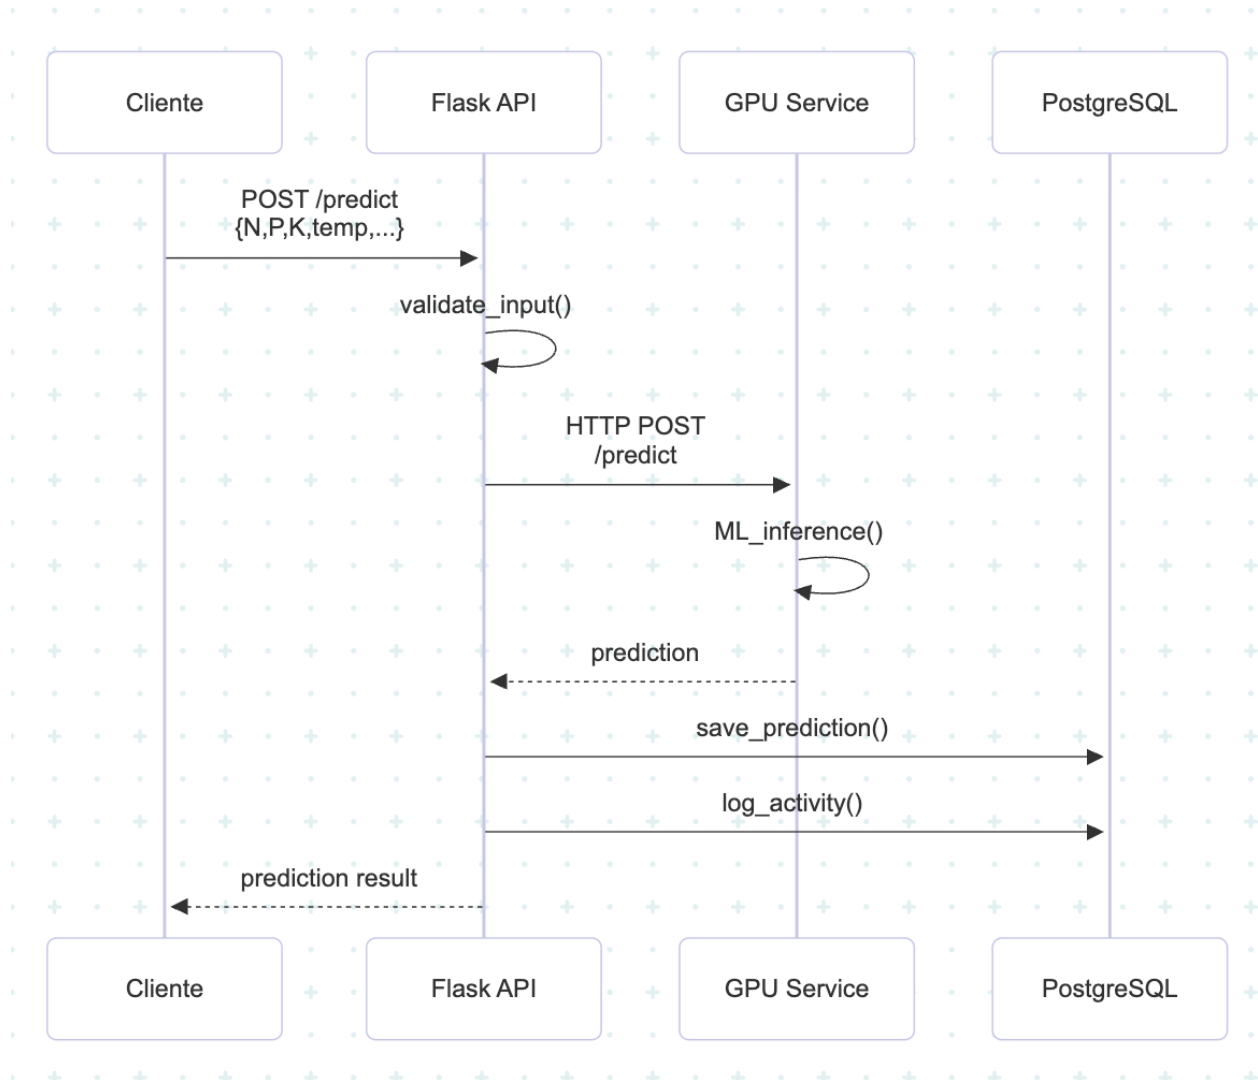 Cliente
Flask API
GPU Service
PostgreSQL
POST /predict
{N,P,K,temp,...}
validate_input()
HTTP POST
/predict
ML_inference()
prediction
save_prediction()
log_activity()
prediction result
Cliente
Flask API
GPU Service
PostgreSQL